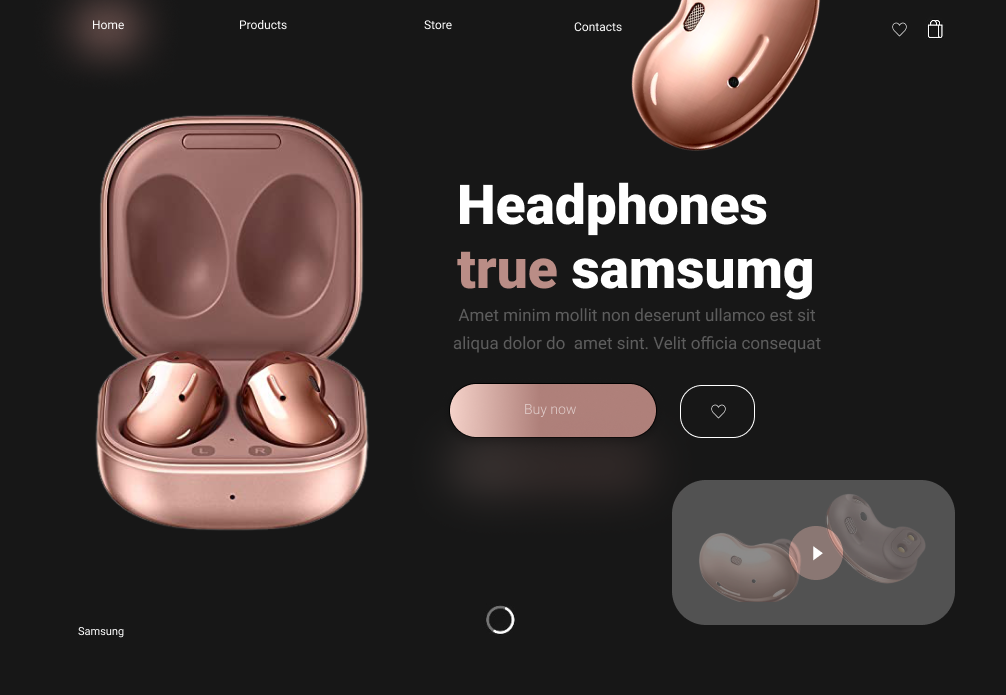 Home
Products
Store
Contacts
Headphones
true samsumg
Amet minim mollit non deserunt ullamco est sit
aliqua dolor do amet sint. Velit officia consequat
Buy now
L
R
Samsung